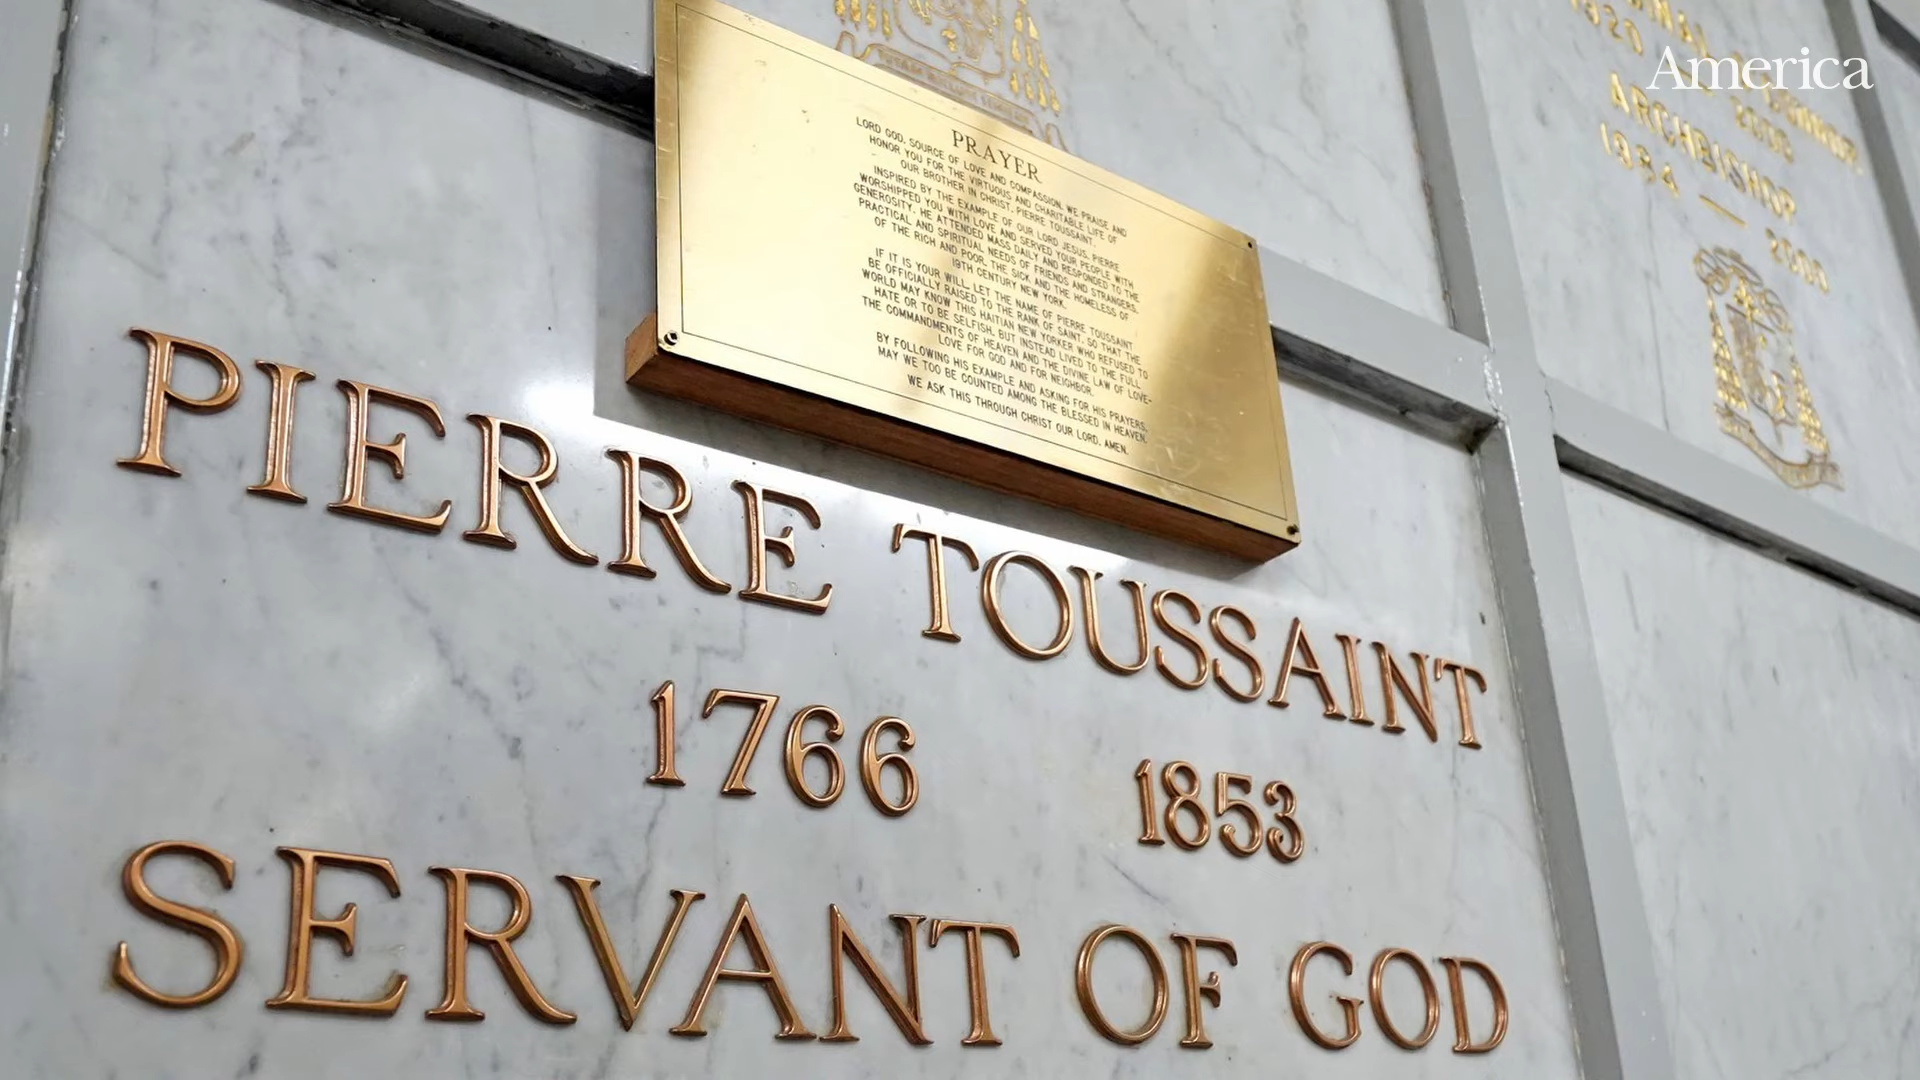 America
PRAYER
LORD GOD, SOURCE OF LOVE AND COMPASSION, WE PRAISE AND
HONOR YOU FOR THE VIRTUOUS AND CHARITABLE LIFE OF
OUR BROTHER IN CHRIST, PIERRE TOUSSAINT.
INSPIRED BY THE EXAMPLE OF OUR LORD JESUS, PIERRE
WORSHIPPED YOU WITH LOVE AND SERVED YOUR PEOPLE WITH
GENEROSITY. HE ATTENDED MASS DAILY AND RESPONDED TO THE
PRACTICAL AND SPIRITUAL NEEDS OF FRIENDS AND STRANGERS,
OF THE RICH AND POOR, THE SICK AND THE HOMELESS OF
19TH CENTURY NEW YORK.
IF IT IS YOUR WILL, LET THE NAME OF PIERRE TOUSSAINT
BE OFFICIALLY RAISED TO THE RANK OF SAINT, SO THAT THE
WORLD MAY KNOW THIS HAITIAN NEW YORKER WHO REFUSED TO
HATE OR TO BE SELFISH, BUT INSTEAD LIVED TO THE FULL
THE COMMANDMENTS OF HEAVEN AND THE DIVINE LAW OF LOVE-
LOVE FOR GOD AND FOR NEIGHBOR.
BY FOLLOWING HIS EXAMPLE AND ASKING FOR HIS PRAYERS,
MAY WE TOO BE COUNTED AMONG THE BLESSED IN HEAVEN.
WE ASK THIS THROUGH CHRIST OUR LORD. AMEN.
PIERRE TOUSSAINT
1766 1853
SERVANT OF GOD
1920 2000
ARCHBISHOP
1984 — 2000